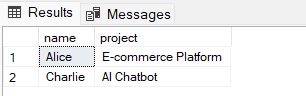 Results Messages
name project
1 Alice E-commerce Platform
2 Charlie AI Chatbot